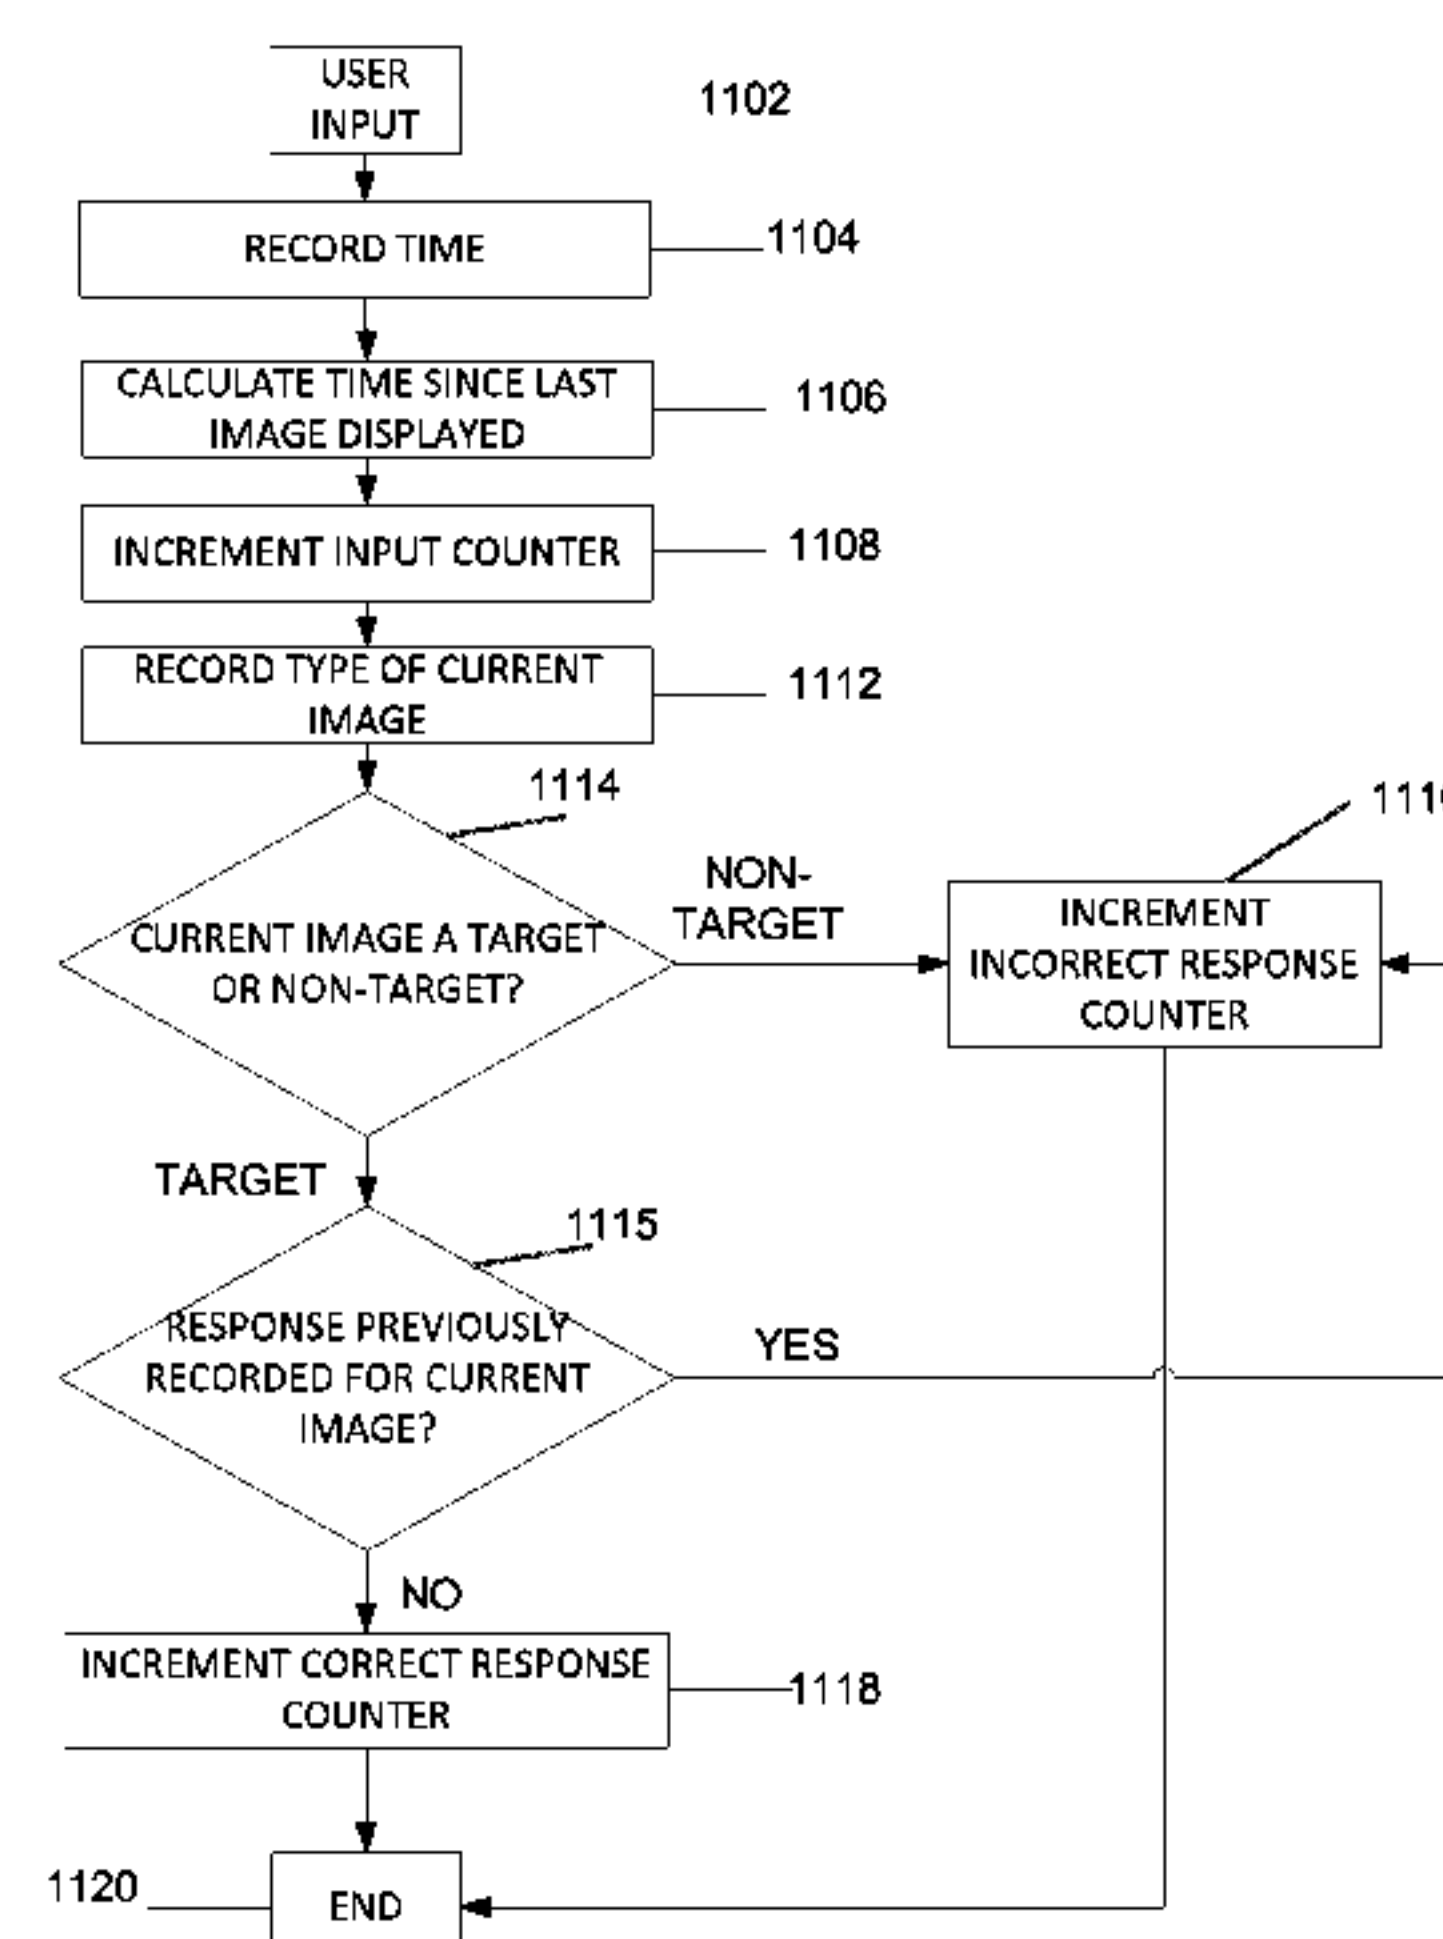 USER
INPUT
1102
RECORD TIME
1104
CALCULATE TIME SINCE LAST
IMAGE DISPLAYED
1106
INCREMENT INPUT COUNTER
1108
RECORD TYPE OF CURRENT
IMAGE
1112
1114
CURRENT IMAGE A TARGET
OR NON-TARGET?
NON-
TARGET
INCREMENT
INCORRECT RESPONSE
COUNTER
TARGET
1115
RESPONSE PREVIOUSLY
RECORDED FOR CURRENT
IMAGE?
YES
NO
INCREMENT CORRECT RESPONSE
COUNTER
1118
1120
END